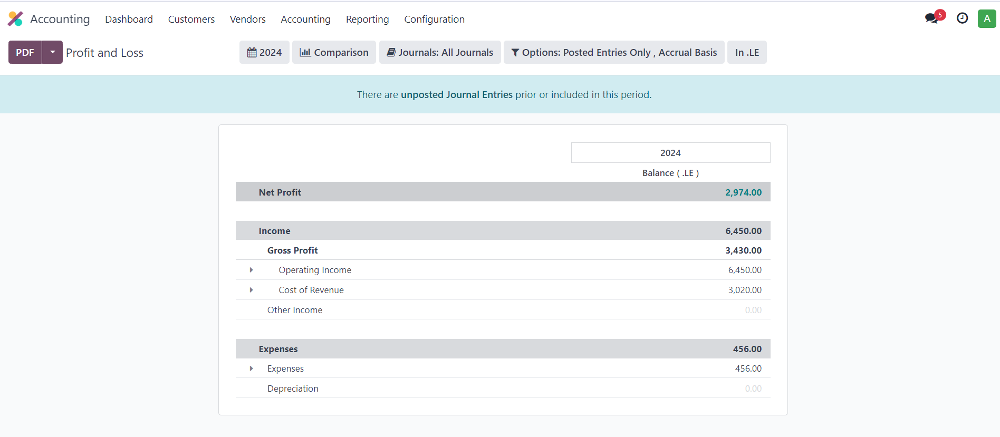 Accounting Dashboard Customers Vendors Accounting Reporting Configuration 5 A
PDF Profit and Loss 2024 Comparison Journals: All Journals Options: Posted Entries Only , Accrual Basis In .LE
There are unposted Journal Entries prior or included in this period.
2024
Balance ( .LE )
Net Profit 2,974.00
Income 6,450.00
Gross Profit 3,430.00
Operating Income 6,450.00
Cost of Revenue 3,020.00
Other Income 0.00
Expenses 456.00
Expenses 456.00
Depreciation 0.00